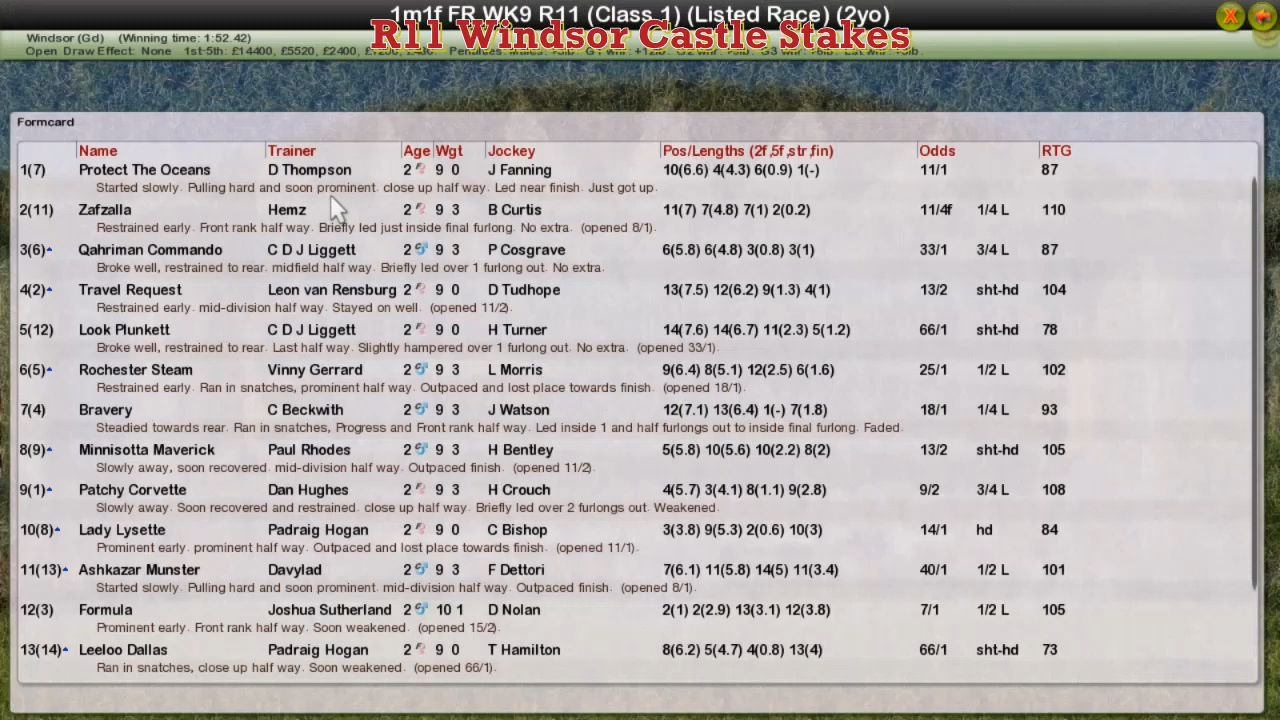 1m1f FR WK9 R11 (Class 1) (Listed Race) (2yo)
R11 Windsor Castle Stakes
Windsor (Gd) (Winning time: 1:52.42)
Open Draw Effect: None 1st-5th: £14400, £5520, £2400,
Formcard
Name Trainer Age Wgt Jockey Pos/Lengths (2f,5f,str,fin) Odds RTG
1(7) Protect The Oceans D Thompson 2 9 0 J Fanning 10(6.6) 4(4.3) 6(0.9) 1(-) 11/1 87
Started slowly. Pulling hard and soon prominent. close up half way. Led near finish. Just got up.
2(11) Zafzalla Hemz 2 9 3 B Curtis 11(7) 7(4.8) 7(1) 2(0.2) 11/4f 1/4 L 110
Restrained early. Front rank half way. Briefly led just inside final furlong. No extra. (opened 8/1).
3(6) Qahriman Commando C D J Liggett 2 9 3 P Cosgrave 6(5.8) 6(4.8) 3(0.8) 3(1) 33/1 3/4 L 87
Broke well, restrained to rear. midfield half way. Briefly led over 1 furlong out. No extra.
4(2) Travel Request Leon van Rensburg 2 9 0 D Tudhope 13(7.5) 12(6.2) 9(1.3) 4(1) 13/2 sht-hd 104
Restrained early. mid-division half way. Stayed on well. (opened 11/2).
5(12) Look Plunkett C D J Liggett 2 9 0 H Turner 14(7.6) 14(6.7) 11(2.3) 5(1.2) 66/1 sht-hd 78
Broke well, restrained to rear. Last half way. Slightly hampered over 1 furlong out. No extra. (opened 33/1).
6(5) Rochester Steam Vinny Gerrard 2 9 3 L Morris 9(6.4) 8(5.1) 12(2.5) 6(1.6) 25/1 1/2 L 102
Restrained early. Ran in snatches, prominent half way. Outpaced and lost place towards finish. (opened 18/1).
7(4) Bravery C Beckwith 2 9 3 J Watson 12(7.1) 13(6.4) 1(-) 7(1.8) 18/1 1/4 L 93
Steadied towards rear. Ran in snatches, Progress and Front rank half way. Led inside 1 and half furlongs out to inside final furlong. Faded.
8(9) Minnisotta Maverick Paul Rhodes 2 9 3 H Bentley 5(5.8) 10(5.6) 10(2.2) 8(2) 13/2 sht-hd 105
Slowly away, soon recovered. mid-division half way. Outpaced finish. (opened 11/2).
9(1) Patchy Corvette Dan Hughes 2 9 3 H Crouch 4(5.7) 3(4.1) 8(1.1) 9(2.8) 9/2 3/4 L 108
Slowly away. Soon recovered and restrained. close up half way. Briefly led over 2 furlongs out. Weakened.
10(8) Lady Lysette Padraig Hogan 2 9 0 C Bishop 3(3.8) 9(5.3) 2(0.6) 10(3) 14/1 hd 84
Prominent early. prominent half way. Outpaced and lost place towards finish. (opened 11/1).
11(13) Ashkazar Munster Davylad 2 9 3 F Dettori 7(6.1) 11(5.8) 14(5) 11(3.4) 40/1 1/2 L 101
Started slowly. Pulling hard and soon prominent. mid-division half way. Outpaced finish. (opened 8/1).
12(3) Formula Joshua Sutherland 2 10 1 D Nolan 2(1) 2(2.9) 13(3.1) 12(3.8) 7/1 1/2 L 105
Prominent early. Front rank half way. Soon weakened. (opened 15/2).
13(14) Leeloo Dallas Padraig Hogan 2 9 0 T Hamilton 8(6.2) 5(4.7) 4(0.8) 13(4) 66/1 sht-hd 73
Ran in snatches, close up half way. Soon weakened. (opened 66/1).